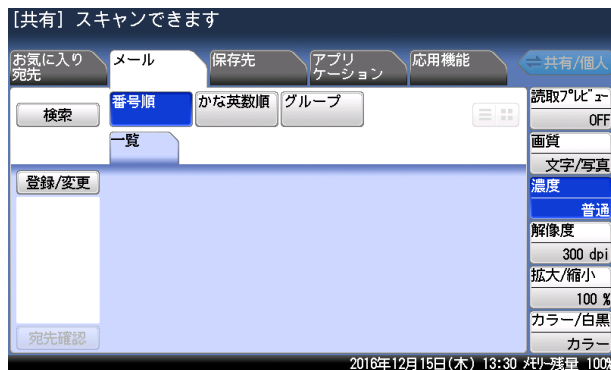 [共有] スキャンできます
お気に入り
宛先
メール
保存先
アプリ
ケーション
応用機能
共有/個人
検索
番号順
かな英数順
グループ
一覧
登録/変更
宛先確認
読取プレビュー
OFF
画質
文字/写真
濃度
普通
解像度
300 dpi
拡大/縮小
100 %
カラー/白黒
カラー
2016年12月15日(木) 13:30 メモリー残量 100%